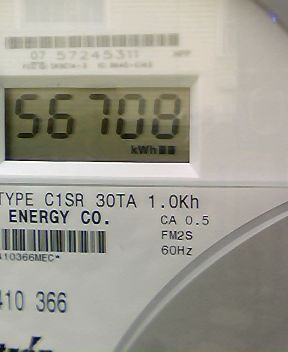 07 57245311
56708
kWh
TYPE C1SR 30TA 1.0Kh
ENERGY CO.
CA 0.5
FM2S
60Hz
410366MEC*
410 366